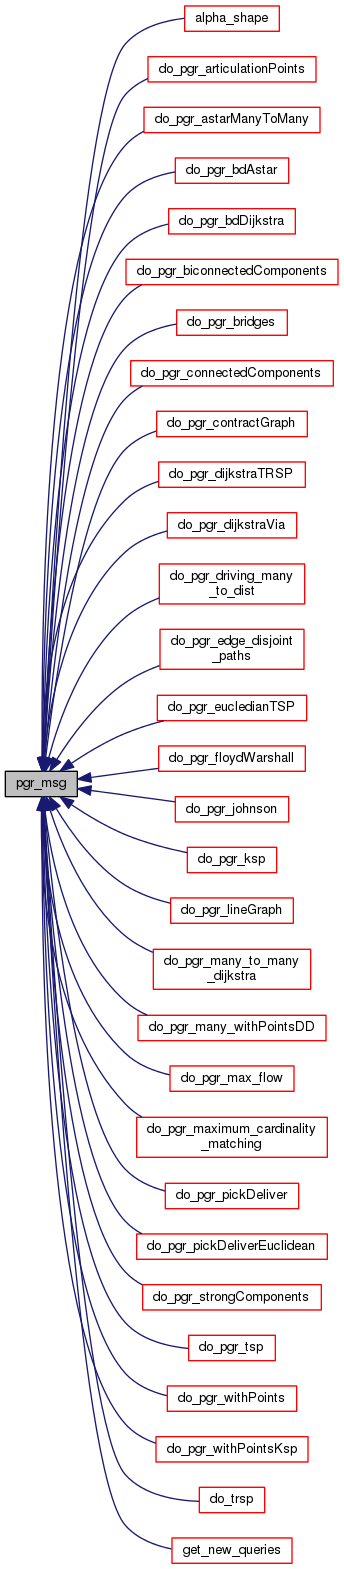 alpha_shape
do_pgr_articulationPoints
do_pgr_astarManyToMany
do_pgr_bdAstar
do_pgr_bdDijkstra
do_pgr_biconnectedComponents
do_pgr_bridges
do_pgr_connectedComponents
do_pgr_contractGraph
do_pgr_dijkstraTRSP
do_pgr_dijkstraVia
do_pgr_driving_many
_to_dist
do_pgr_edge_disjoint
_paths
do_pgr_eucledianTSP
do_pgr_floydWarshall
pgr_msg
do_pgr_johnson
do_pgr_ksp
do_pgr_lineGraph
do_pgr_many_to_many
_dijkstra
do_pgr_many_withPointsDD
do_pgr_max_flow
do_pgr_maximum_cardinality
_matching
do_pgr_pickDeliver
do_pgr_pickDeliverEuclidean
do_pgr_strongComponents
do_pgr_tsp
do_pgr_withPoints
do_pgr_withPointsKsp
do_trsp
get_new_queries